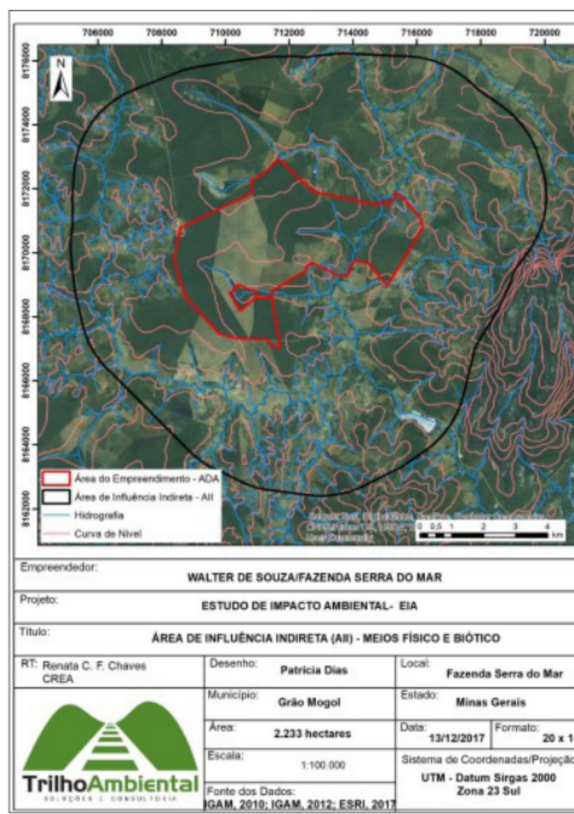 706000 708000 710000 712000 714000 716000 718000 720000
8176000
8174000
8172000
8170000
8168000
8166000
8164000
8162000
N
Área do Empreendimento - ADA
Área de Influência Indireta - AII
Hidrografia
Curva de Nível
0 0,5 1 2 3 4
km
Empreendedor:
WALTER DE SOUZA/FAZENDA SERRA DO MAR
Projeto:
ESTUDO DE IMPACTO AMBIENTAL- EIA
Título:
ÁREA DE INFLUÊNCIA INDIRETA (AII) - MEIOS FÍSICO E BIÓTICO
RT: Renata C. F. Chaves
CREA
Desenho: Patrícia Dias
Local: Fazenda Serra do Mar
Município: Grão Mogol
Estado: Minas Gerais
Área: 2.233 hectares
Data: 13/12/2017
Formato: 20 x 1
Escala: 1:100.000
Sistema de Coordenadas/Projeção
UTM - Datum Sirgas 2000
Zona 23 Sul
Fonte dos Dados:
IGAM, 2010; IGAM, 2012; ESRI, 2017
TrilhoAmbiental
SOLUÇÕES E CONSULTORIA